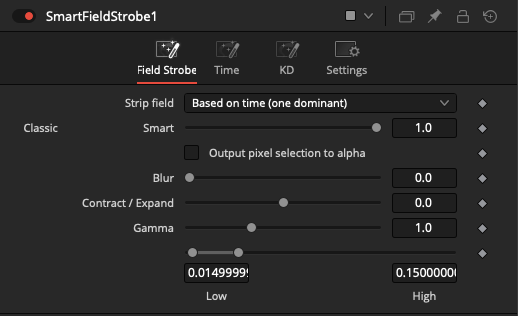 SmartFieldStrobe1
Field Strobe Time KD Settings
Strip field Based on time (one dominant)
Classic Smart 1.0
Output pixel selection to alpha
Blur 0.0
Contract / Expand 0.0
Gamma 1.0
0.01499999 0.15000000
Low High